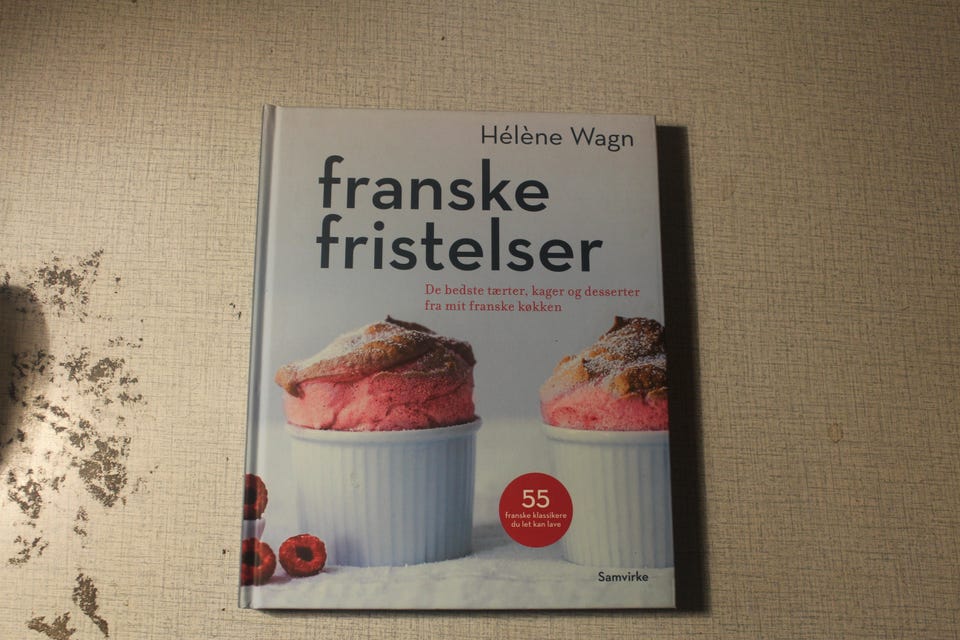 Hélène Wagn
franske
fristelser
De bedste tærter, kager og desserter
fra mit franske køkken
55
franske klassikere
du let kan lave
Samvirke